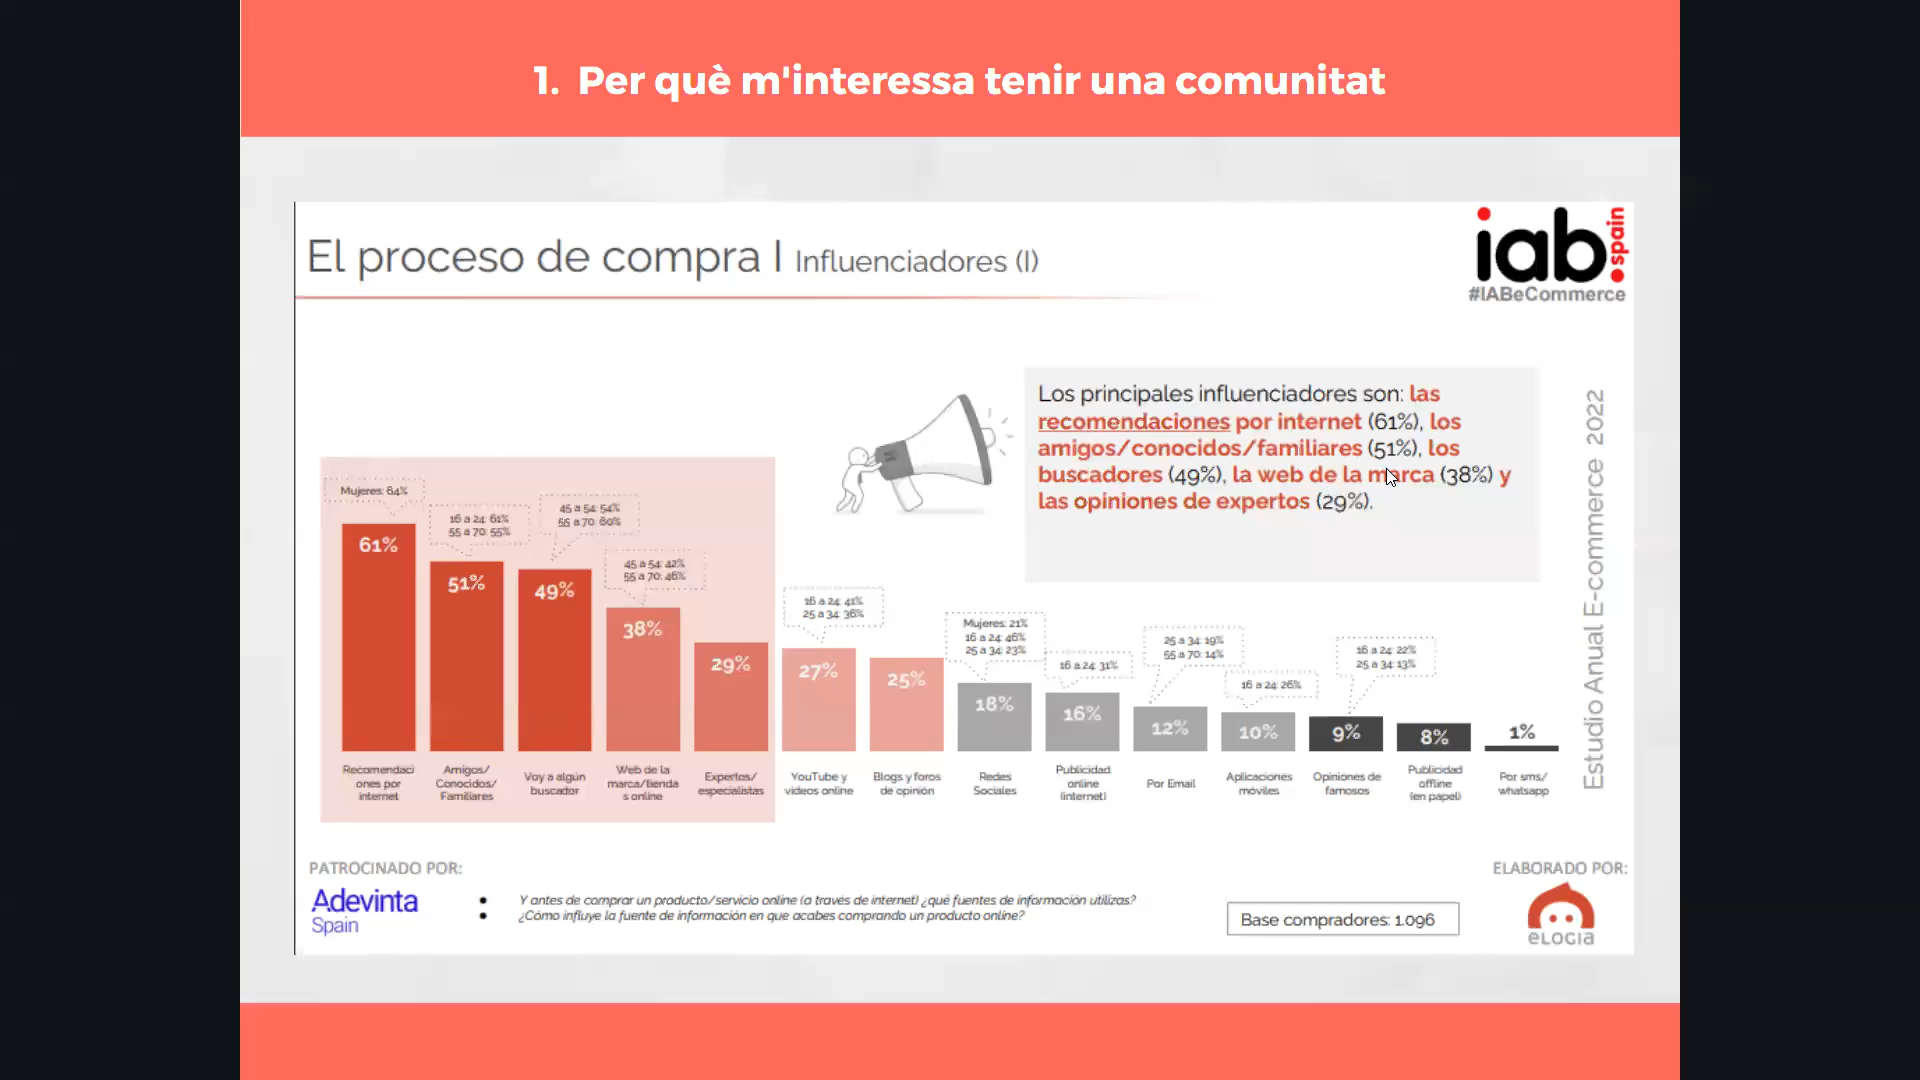 1. Per què m'interessa tenir una comunitat
El proceso de compra I Influenciadores (I)
iab
spain
#IABeCommerce
Los principales influenciadores son: las
recomendaciones por internet (61%), los
amigos/conocidos/familiares (51%), los
buscadores (49%), la web de la marca (38%) y
las opiniones de expertos (29%).
Estudio Anual E-commerce 2022
Mujeres: 64%
16 a 24: 61%
55 a 70: 55%
45 a 54: 54%
55 a 70: 60%
45 a 54: 42%
55 a 70: 46%
16 a 24: 41%
25 a 34: 36%
Mujeres: 21%
16 a 24: 46%
25 a 34: 23%
16 a 24: 31%
25 a 34: 19%
55 a 70: 14%
16 a 24: 26%
16 a 24: 22%
25 a 34: 13%
61%
51%
49%
38%
29%
27%
25%
18%
16%
12%
10%
9%
8%
1%
Recomendaci
ones por
internet
Amigos/
Conocidos/
Familiares
Voy a algún
buscador
Web de la
marca/tienda
s online
Expertos/
especialistas
YouTube y
vídeos online
Blogs y foros
de opinión
Redes
Sociales
Publicidad
online
(internet)
Por Email
Aplicaciones
móviles
Opiniones de
famosos
Publicidad
offline
(en papel)
Por sms/
whatsapp
PATROCINADO POR:
Adevinta
Spain
• Y antes de comprar un producto/servicio online (a través de internet) ¿qué fuentes de información utilizas?
• ¿Cómo influye la fuente de información en que acabes comprando un producto online?
Base compradores: 1.096
ELABORADO POR:
eLOGIA